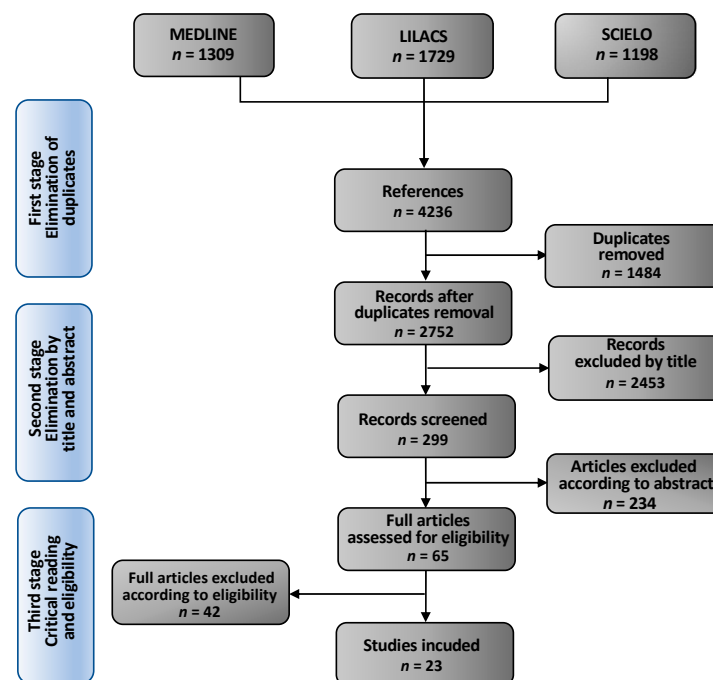 MEDLINE
n = 1309
LILACS
n = 1729
SCIELO
n = 1198
First stage
Elimination of
duplicates
References
n = 4236
Duplicates
removed
n = 1484
Records after
duplicates removal
n = 2752
Second stage
Elimination by
title and abstract
Records
excluded by title
n = 2453
Records screened
n = 299
Articles excluded
according to abstract
n = 234
Third stage
Critical reading
and eligibility
Full articles
assessed for eligibility
n = 65
Full articles excluded
according to eligibility
n = 42
Studies incuded
n = 23